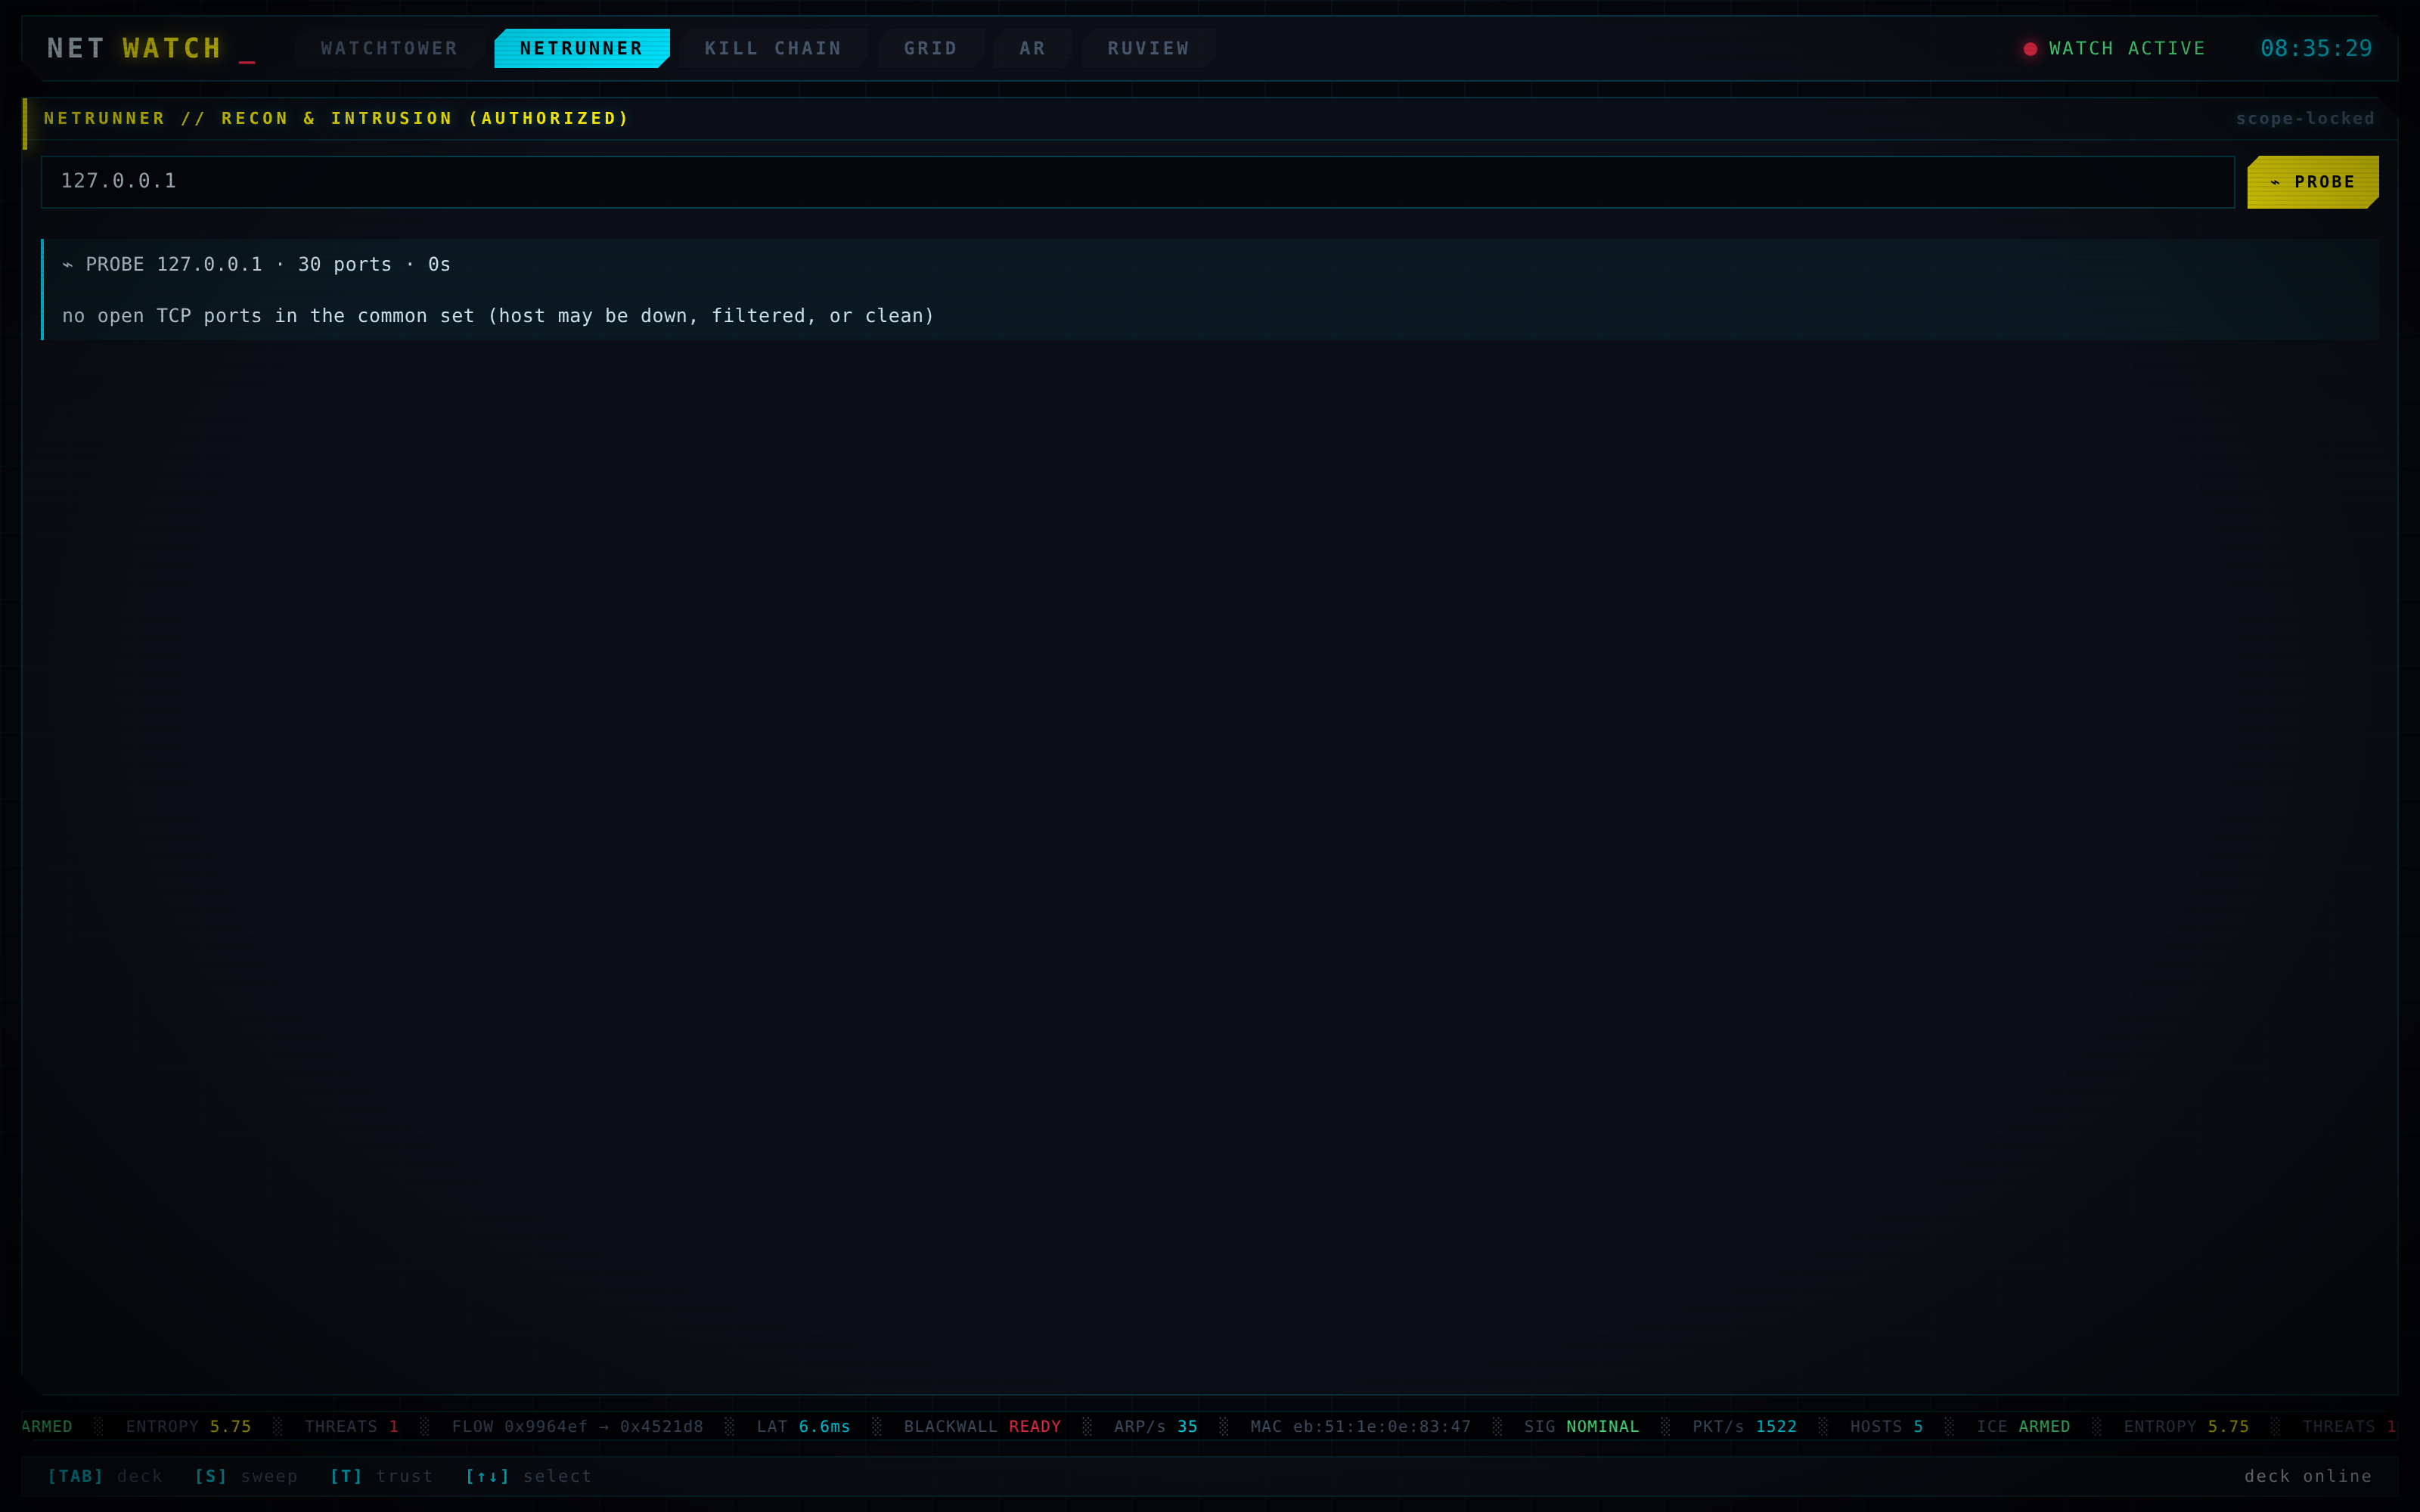 NET WATCH _ WATCHTOWER NETRUNNER KILL CHAIN GRID AR RUVIEW WATCH ACTIVE 08:35:29
NETRUNNER // RECON & INTRUSION (AUTHORIZED) scope-locked
127.0.0.1 ⌁ PROBE
⌁ PROBE 127.0.0.1 · 30 ports · 0s
no open TCP ports in the common set (host may be down, filtered, or clean)
ARMED ░ ENTROPY 5.75 ░ THREATS 1 ░ FLOW 0x9964ef → 0x4521d8 ░ LAT 6.6ms ░ BLACKWALL READY ░ ARP/s 35 ░ MAC eb:51:1e:0e:83:47 ░ SIG NOMINAL ░ PKT/s 1522 ░ HOSTS 5 ░ ICE ARMED ░ ENTROPY 5.75 ░ THREATS 1
[TAB] deck [S] sweep [T] trust [↑↓] select deck online